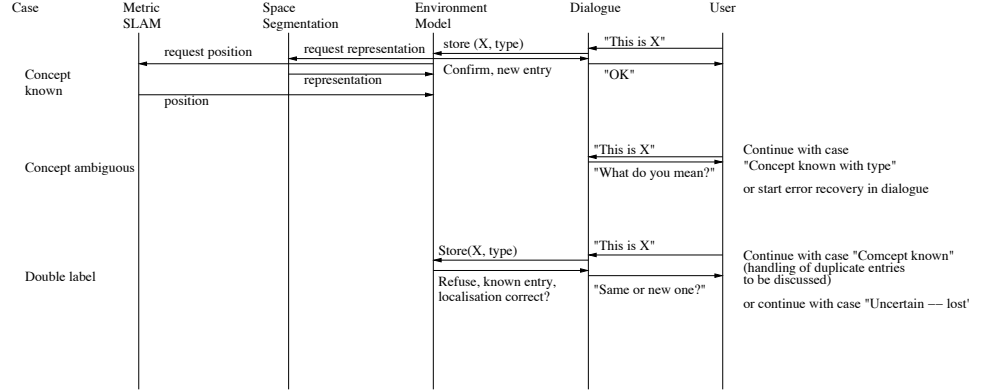 Case
Metric
SLAM
Space
Segmentation
Environment
Model
Dialogue
User
request position
request representation
store (X, type)
"This is X"
Concept
known
representation
Confirm, new entry
"OK"
position
Concept ambiguous
"This is X"
"What do you mean?"
Continue with case
"Concept known with type"
or start error recovery in dialogue
Double label
Store(X, type)
"This is X"
Refuse, known entry,
localisation correct?
"Same or new one?"
Continue with case "Comcept known"
(handling of duplicate entries
to be discussed)
or continue with case "Uncertain −− lost'